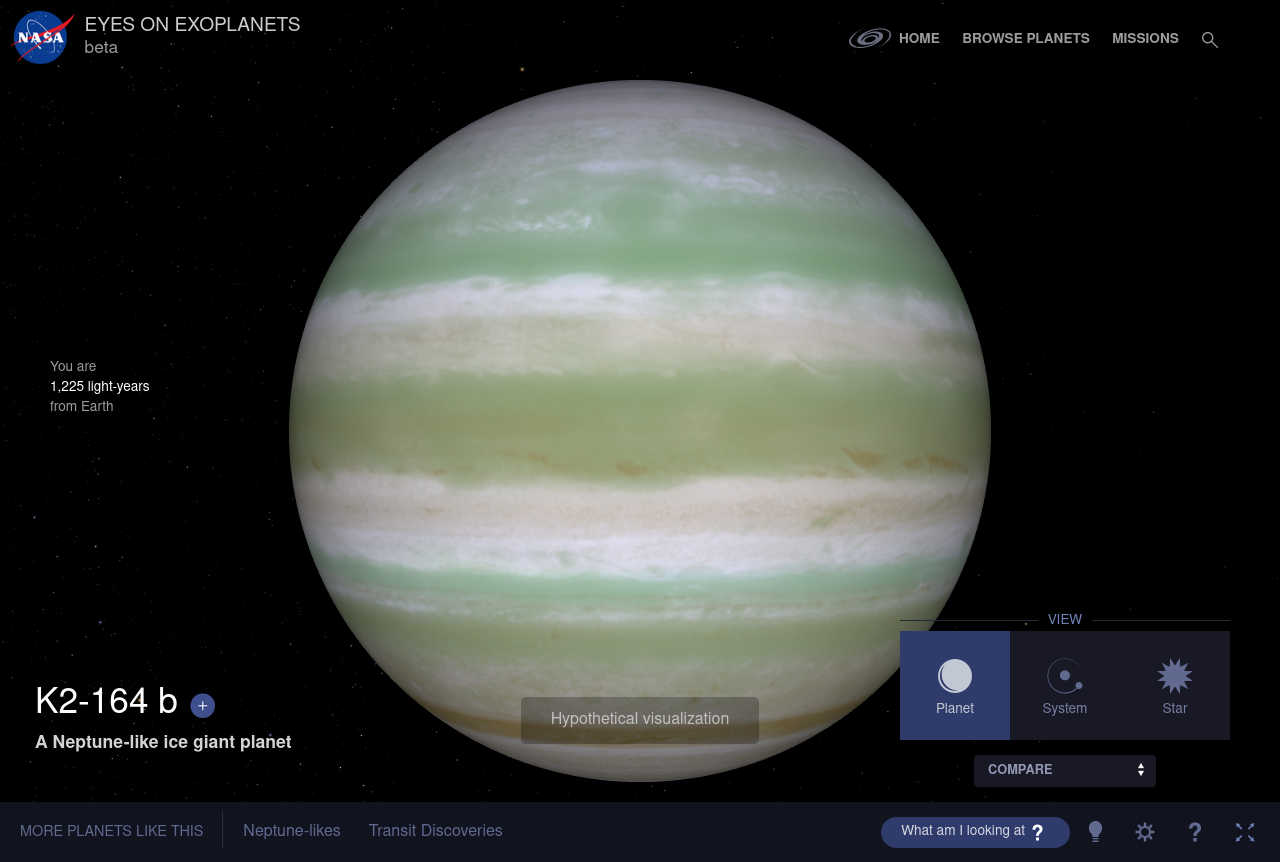 NASA
EYES ON EXOPLANETS
beta
HOME
BROWSE PLANETS
MISSIONS
You are
1,225 light-years
from Earth
VIEW
Planet
System
Star
K2-164 b +
A Neptune-like ice giant planet
Hypothetical visualization
COMPARE
MORE PLANETS LIKE THIS
Neptune-likes
Transit Discoveries
What am I looking at ?
?